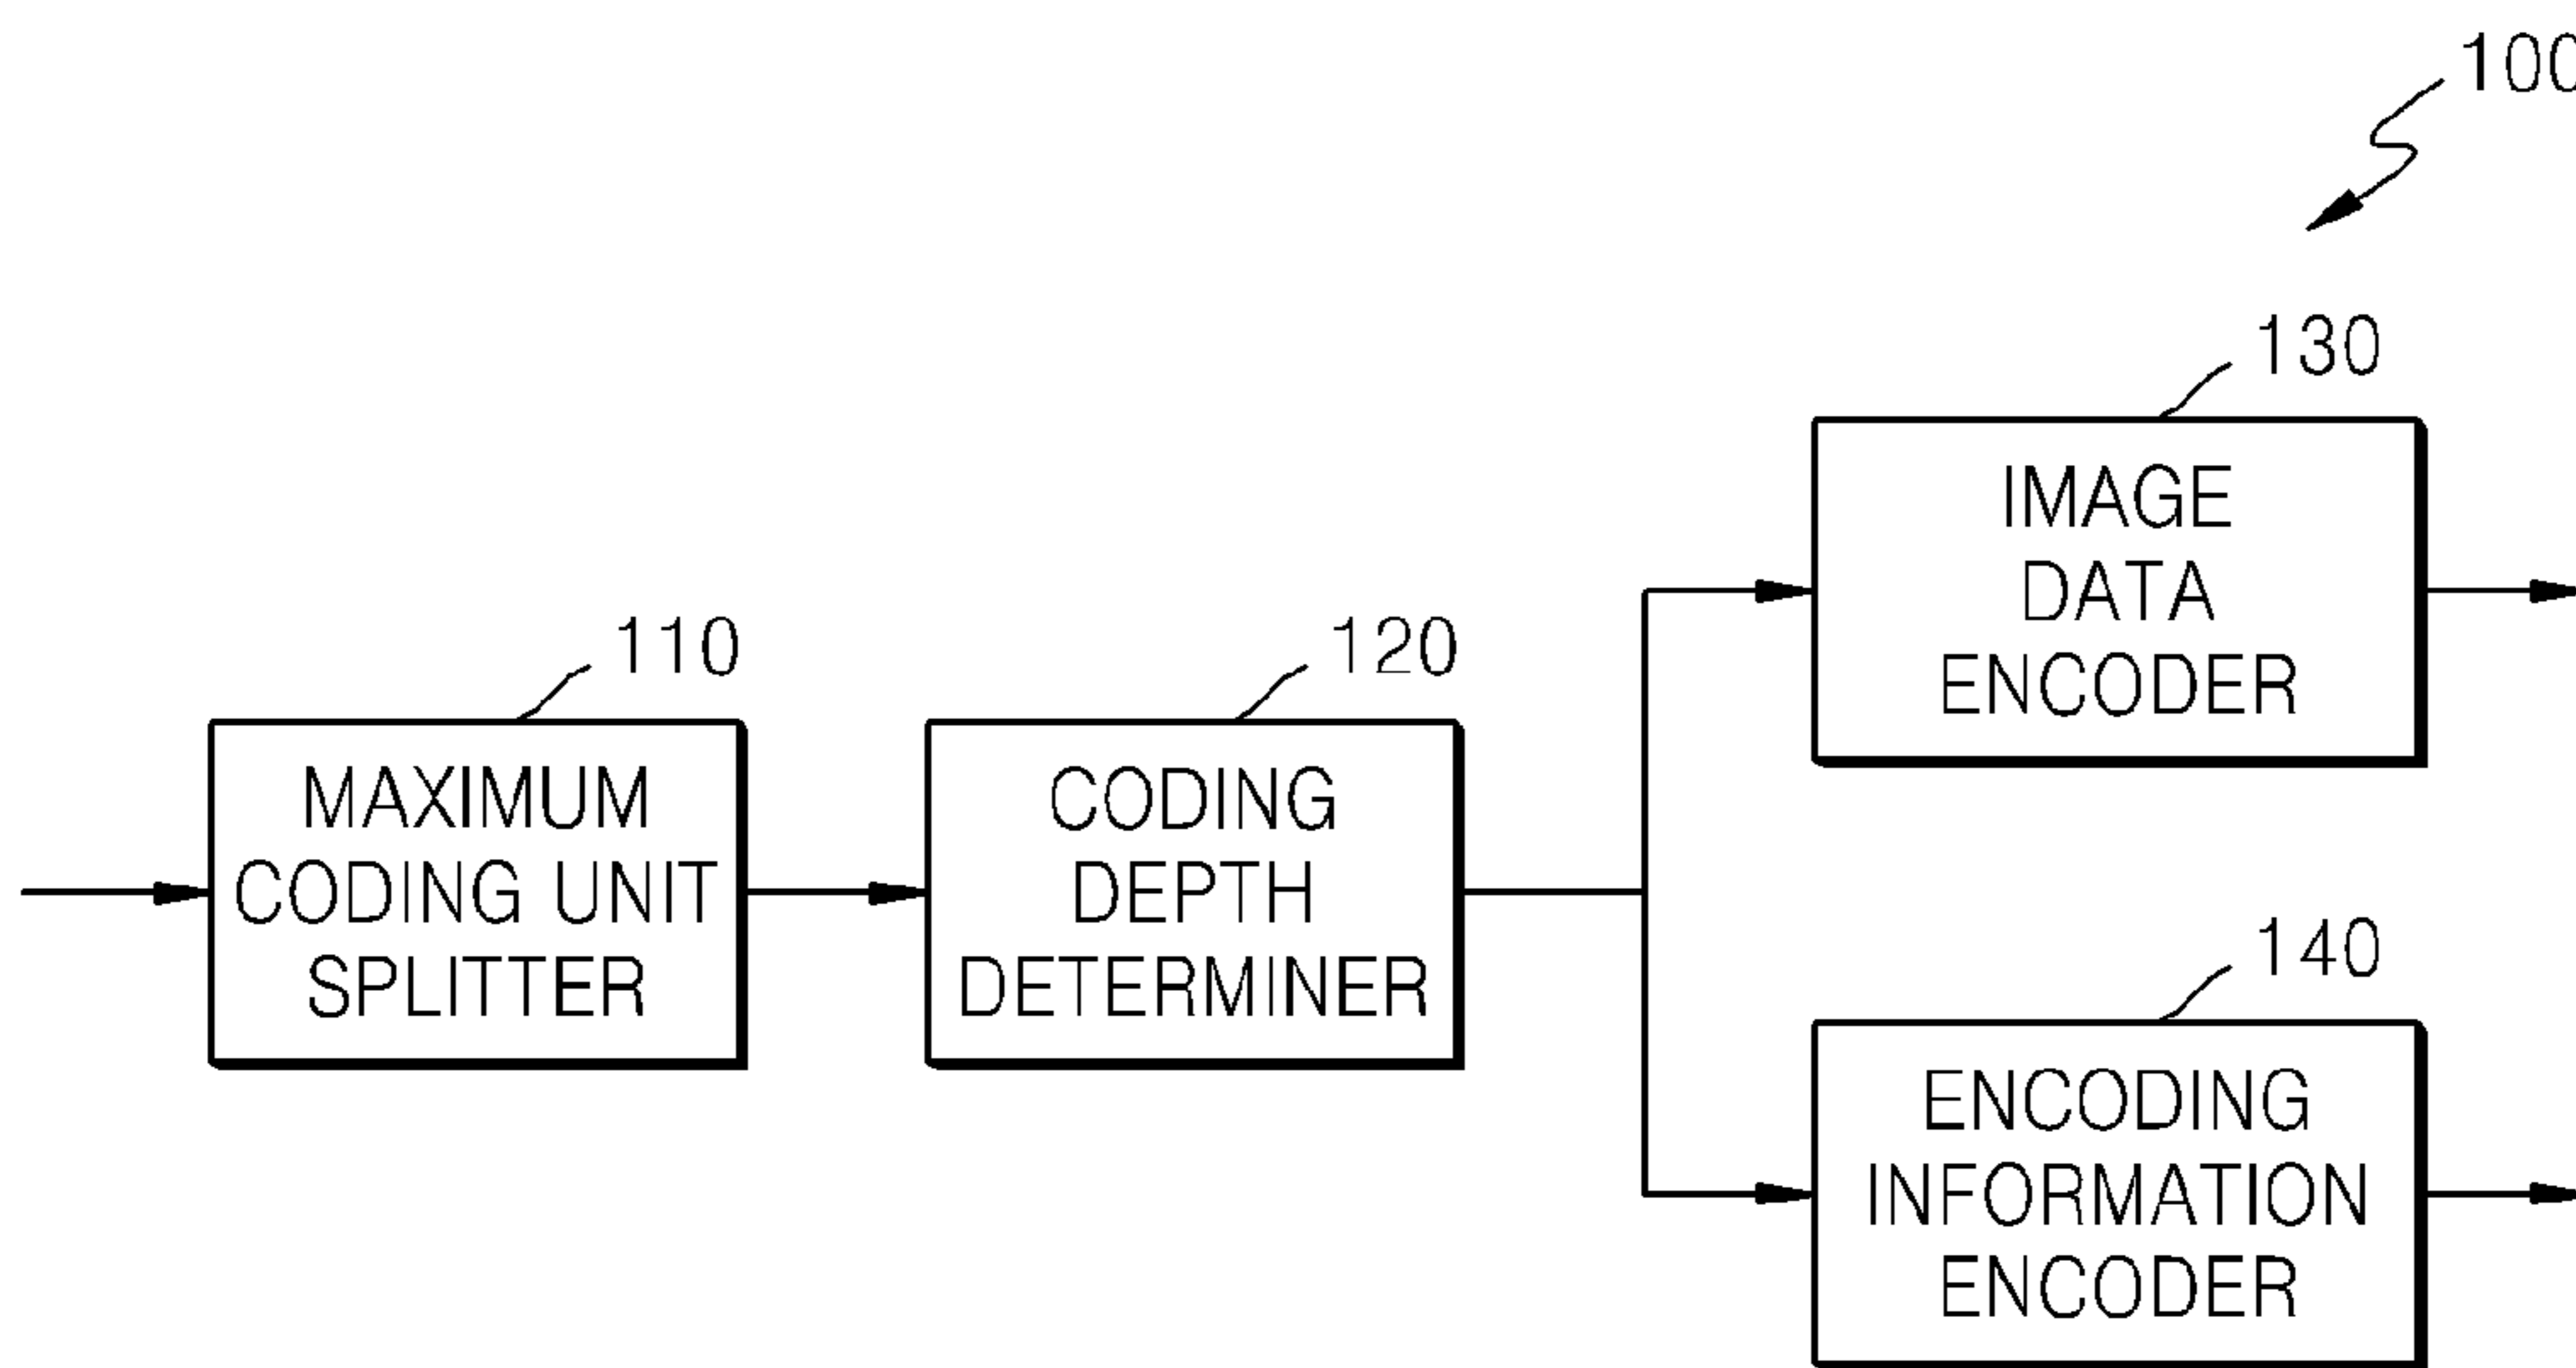 100
130
IMAGE
DATA
ENCODER
110
MAXIMUM
CODING UNIT
SPLITTER
120
CODING
DEPTH
DETERMINER
140
ENCODING
INFORMATION
ENCODER